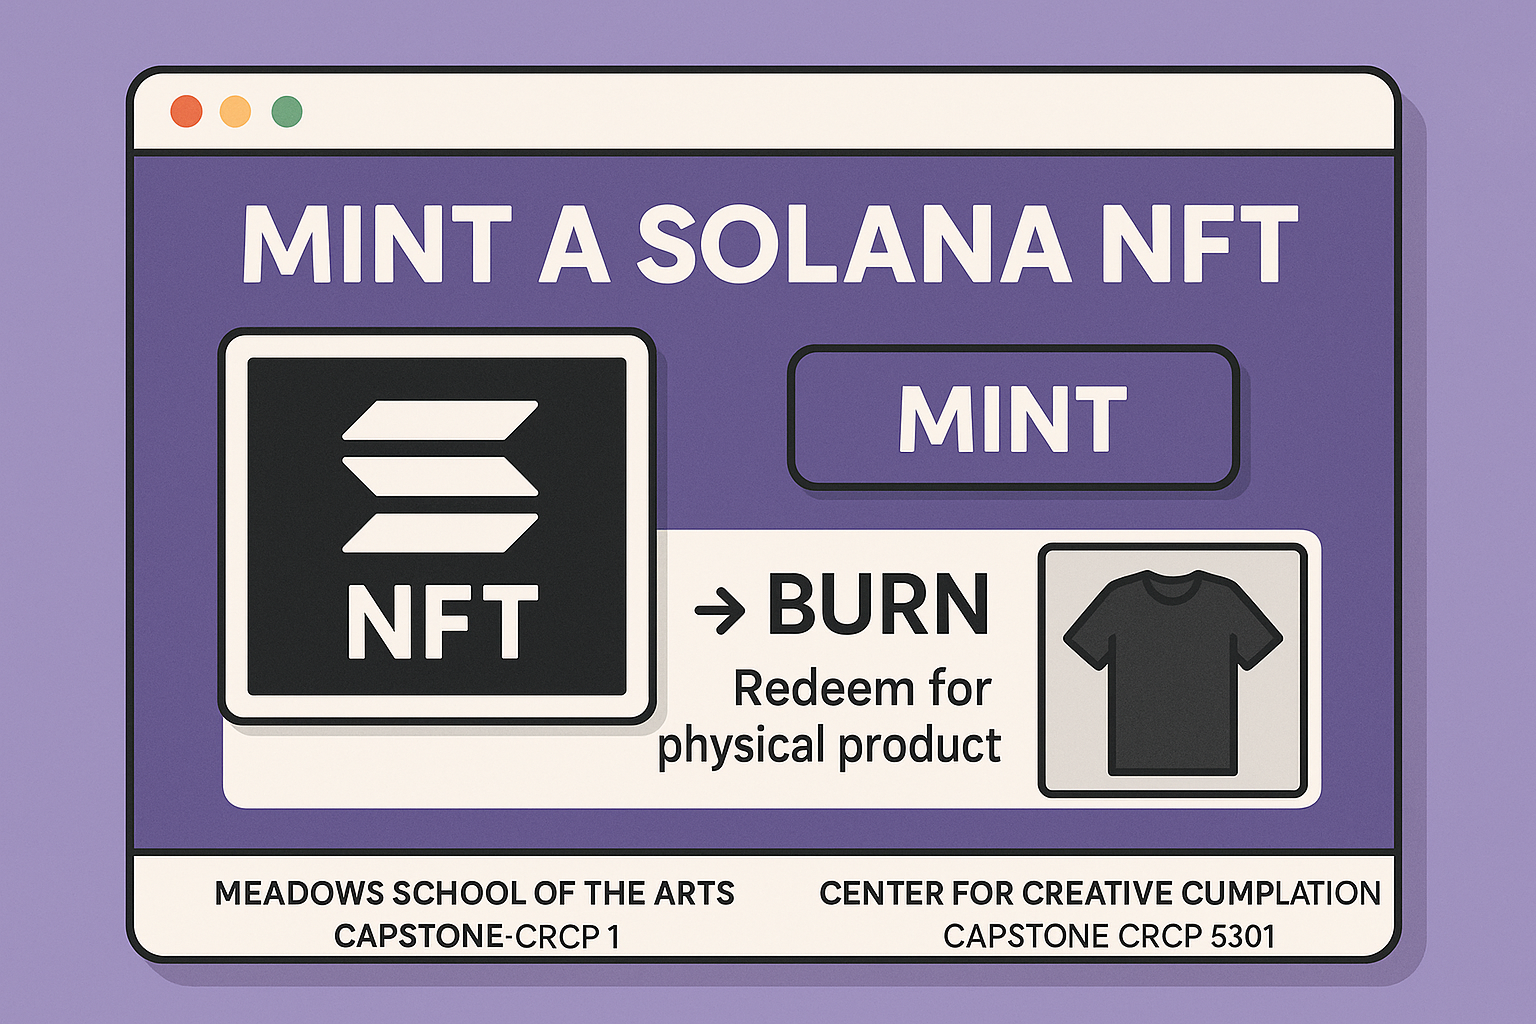 MINT A SOLANA NFT
NFT
MINT
→ BURN
Redeem for
physical product
MEADOWS SCHOOL OF THE ARTS
CAPSTONE-CRCP 1
CENTER FOR CREATIVE CUMPLATION
CAPSTONE CRCP 5301